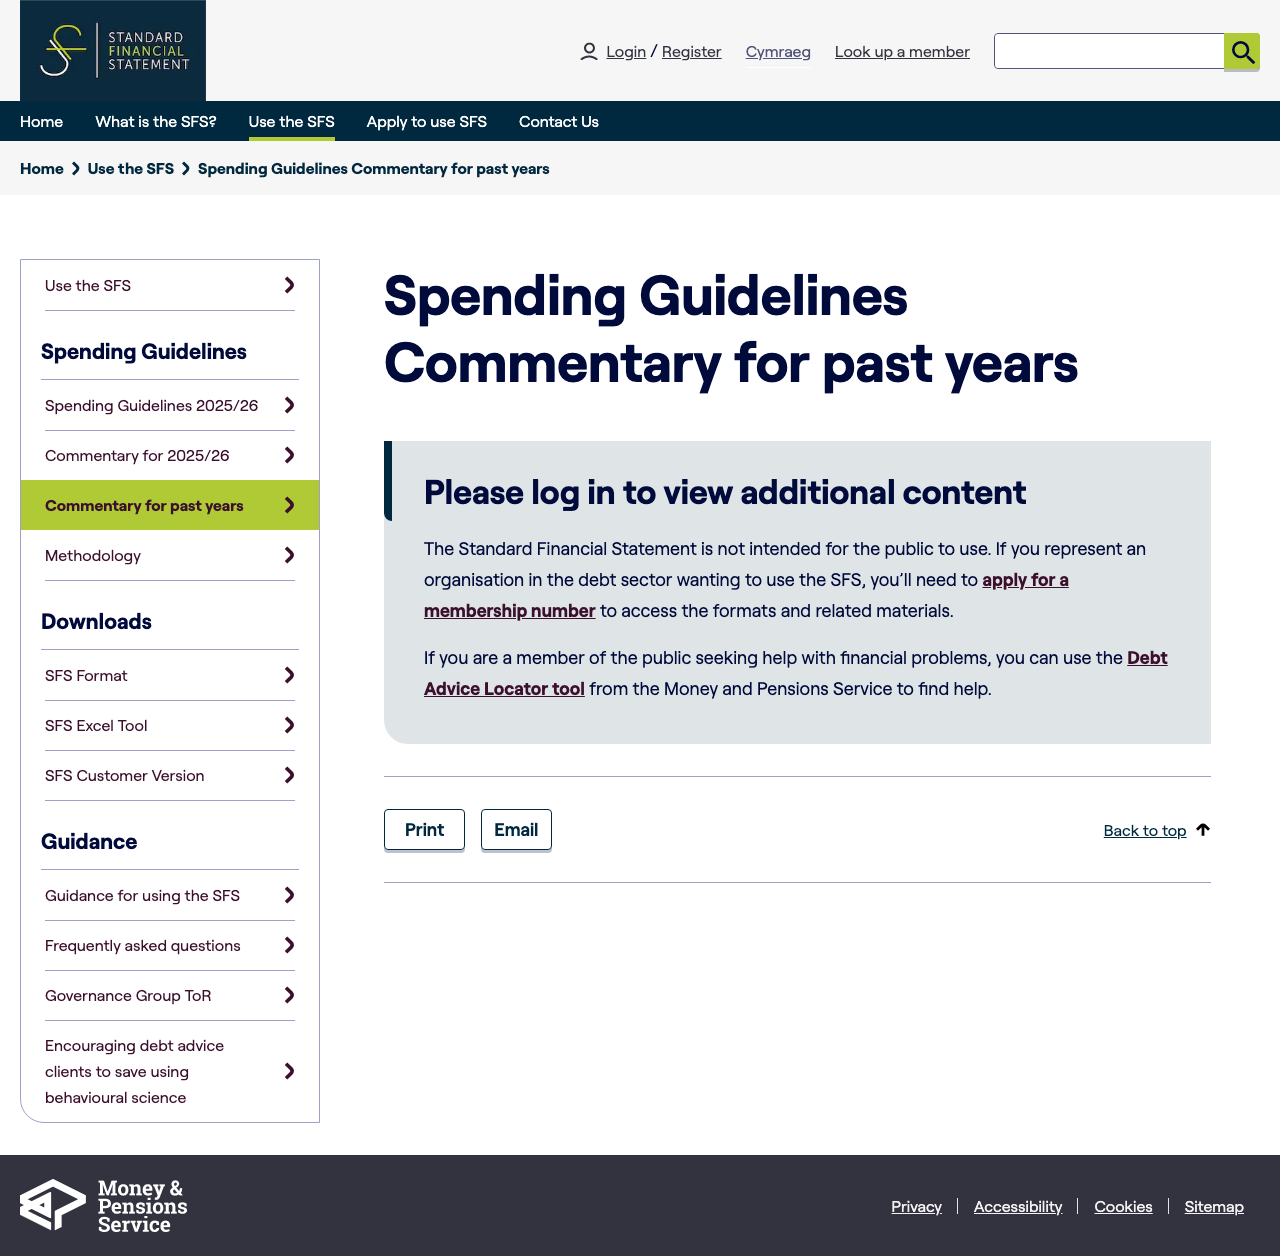 STANDARD
FINANCIAL
STATEMENT
Login / Register
Cymraeg
Look up a member
Home
What is the SFS?
Use the SFS
Apply to use SFS
Contact Us
Home
Use the SFS
Spending Guidelines Commentary for past years
Use the SFS
Spending Guidelines
Spending Guidelines 2025/26
Commentary for 2025/26
Commentary for past years
Methodology
Downloads
SFS Format
SFS Excel Tool
SFS Customer Version
Guidance
Guidance for using the SFS
Frequently asked questions
Governance Group ToR
Encouraging debt advice
clients to save using
behavioural science
Spending Guidelines
Commentary for past years
Please log in to view additional content
The Standard Financial Statement is not intended for the public to use. If you represent an
organisation in the debt sector wanting to use the SFS, you’ll need to apply for a
membership number to access the formats and related materials.
If you are a member of the public seeking help with financial problems, you can use the Debt
Advice Locator tool from the Money and Pensions Service to find help.
Print
Email
Back to top
Money &
Pensions
Service
Privacy
Accessibility
Cookies
Sitemap